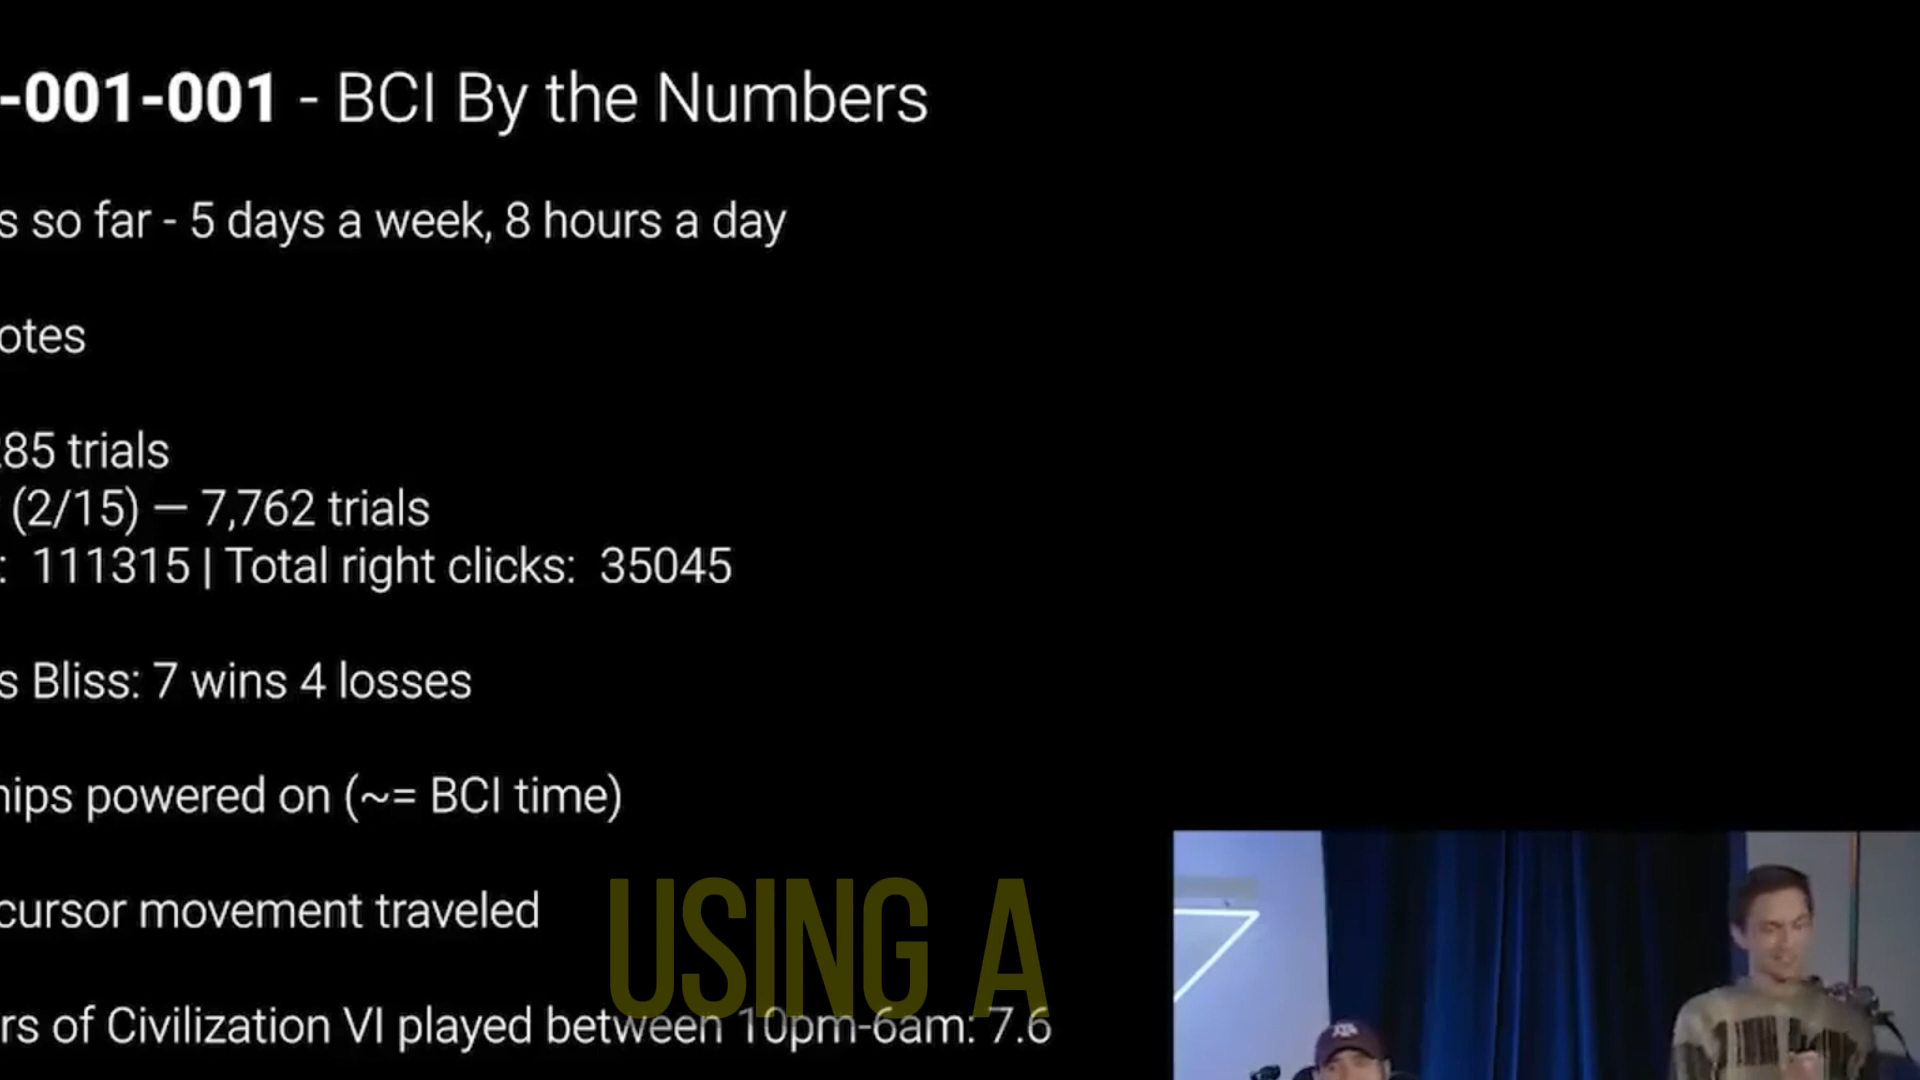 -001-001 - BCI By the Numbers
s so far - 5 days a week, 8 hours a day
otes
285 trials
(2/15) — 7,762 trials
: 111315 | Total right clicks: 35045
s Bliss: 7 wins 4 losses
hips powered on (~= BCI time)
cursor movement traveled
USING A
rs of Civilization VI played between 10pm-6am: 7.6